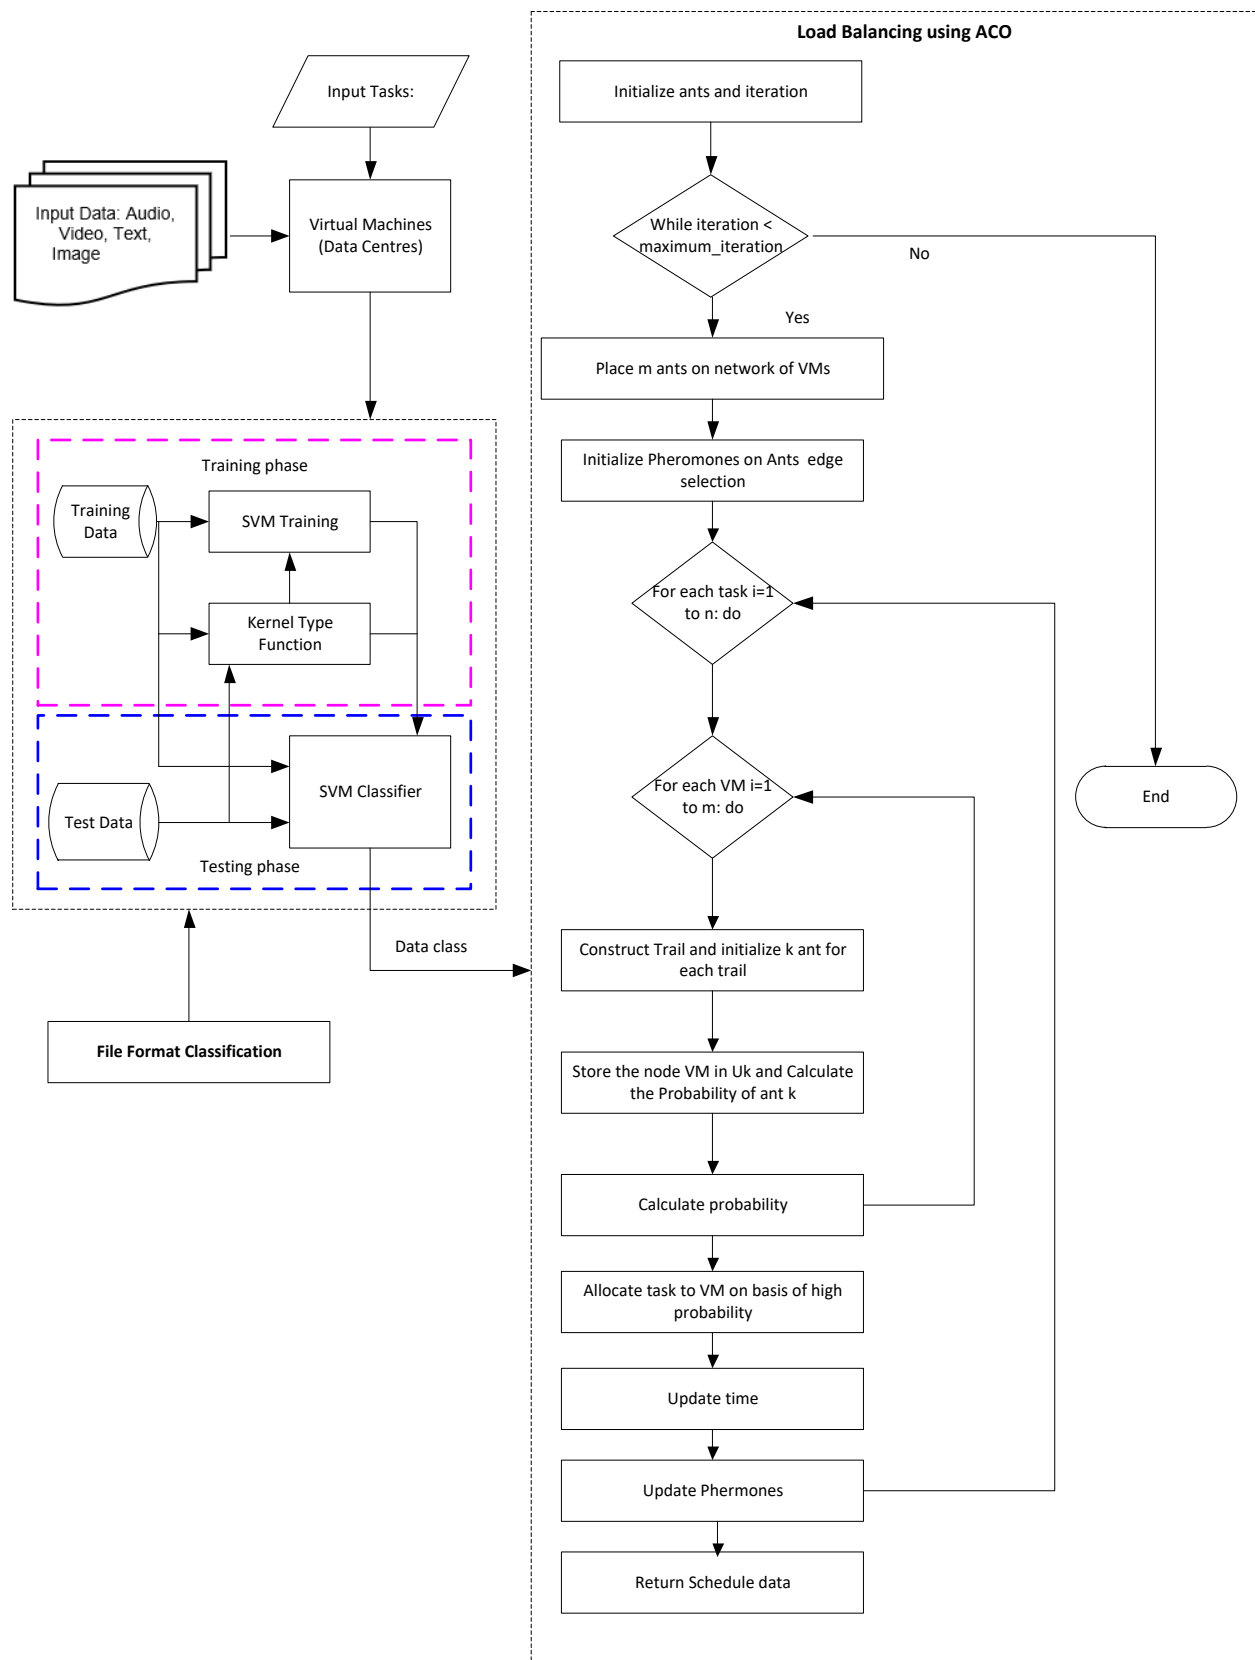 Input Tasks:
Input Data: Audio,
Video, Text,
Image
Virtual Machines
(Data Centres)
Training phase
Training
Data
SVM Training
Kernel Type
Function
SVM Classifier
Test Data
Testing phase
Data class
File Format Classification
Load Balancing using ACO
Initialize ants and iteration
While iteration <
maximum_iteration
No
Yes
Place m ants on network of VMs
Initialize Pheromones on Ants edge
selection
For each task i=1
to n: do
For each VM i=1
to m: do
End
Construct Trail and initialize k ant for
each trail
Store the node VM in Uk and Calculate
the Probability of ant k
Calculate probability
Allocate task to VM on basis of high
probability
Update time
Update Phermones
Return Schedule data